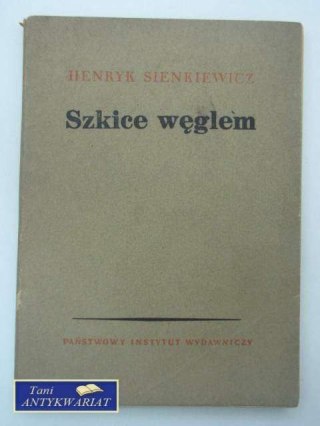 HENRYK SIENKIEWICZ
Szkice węglem
PAŃSTWOWY INSTYTUT WYDAWNICZY
Tani
ANTYKWARIAT